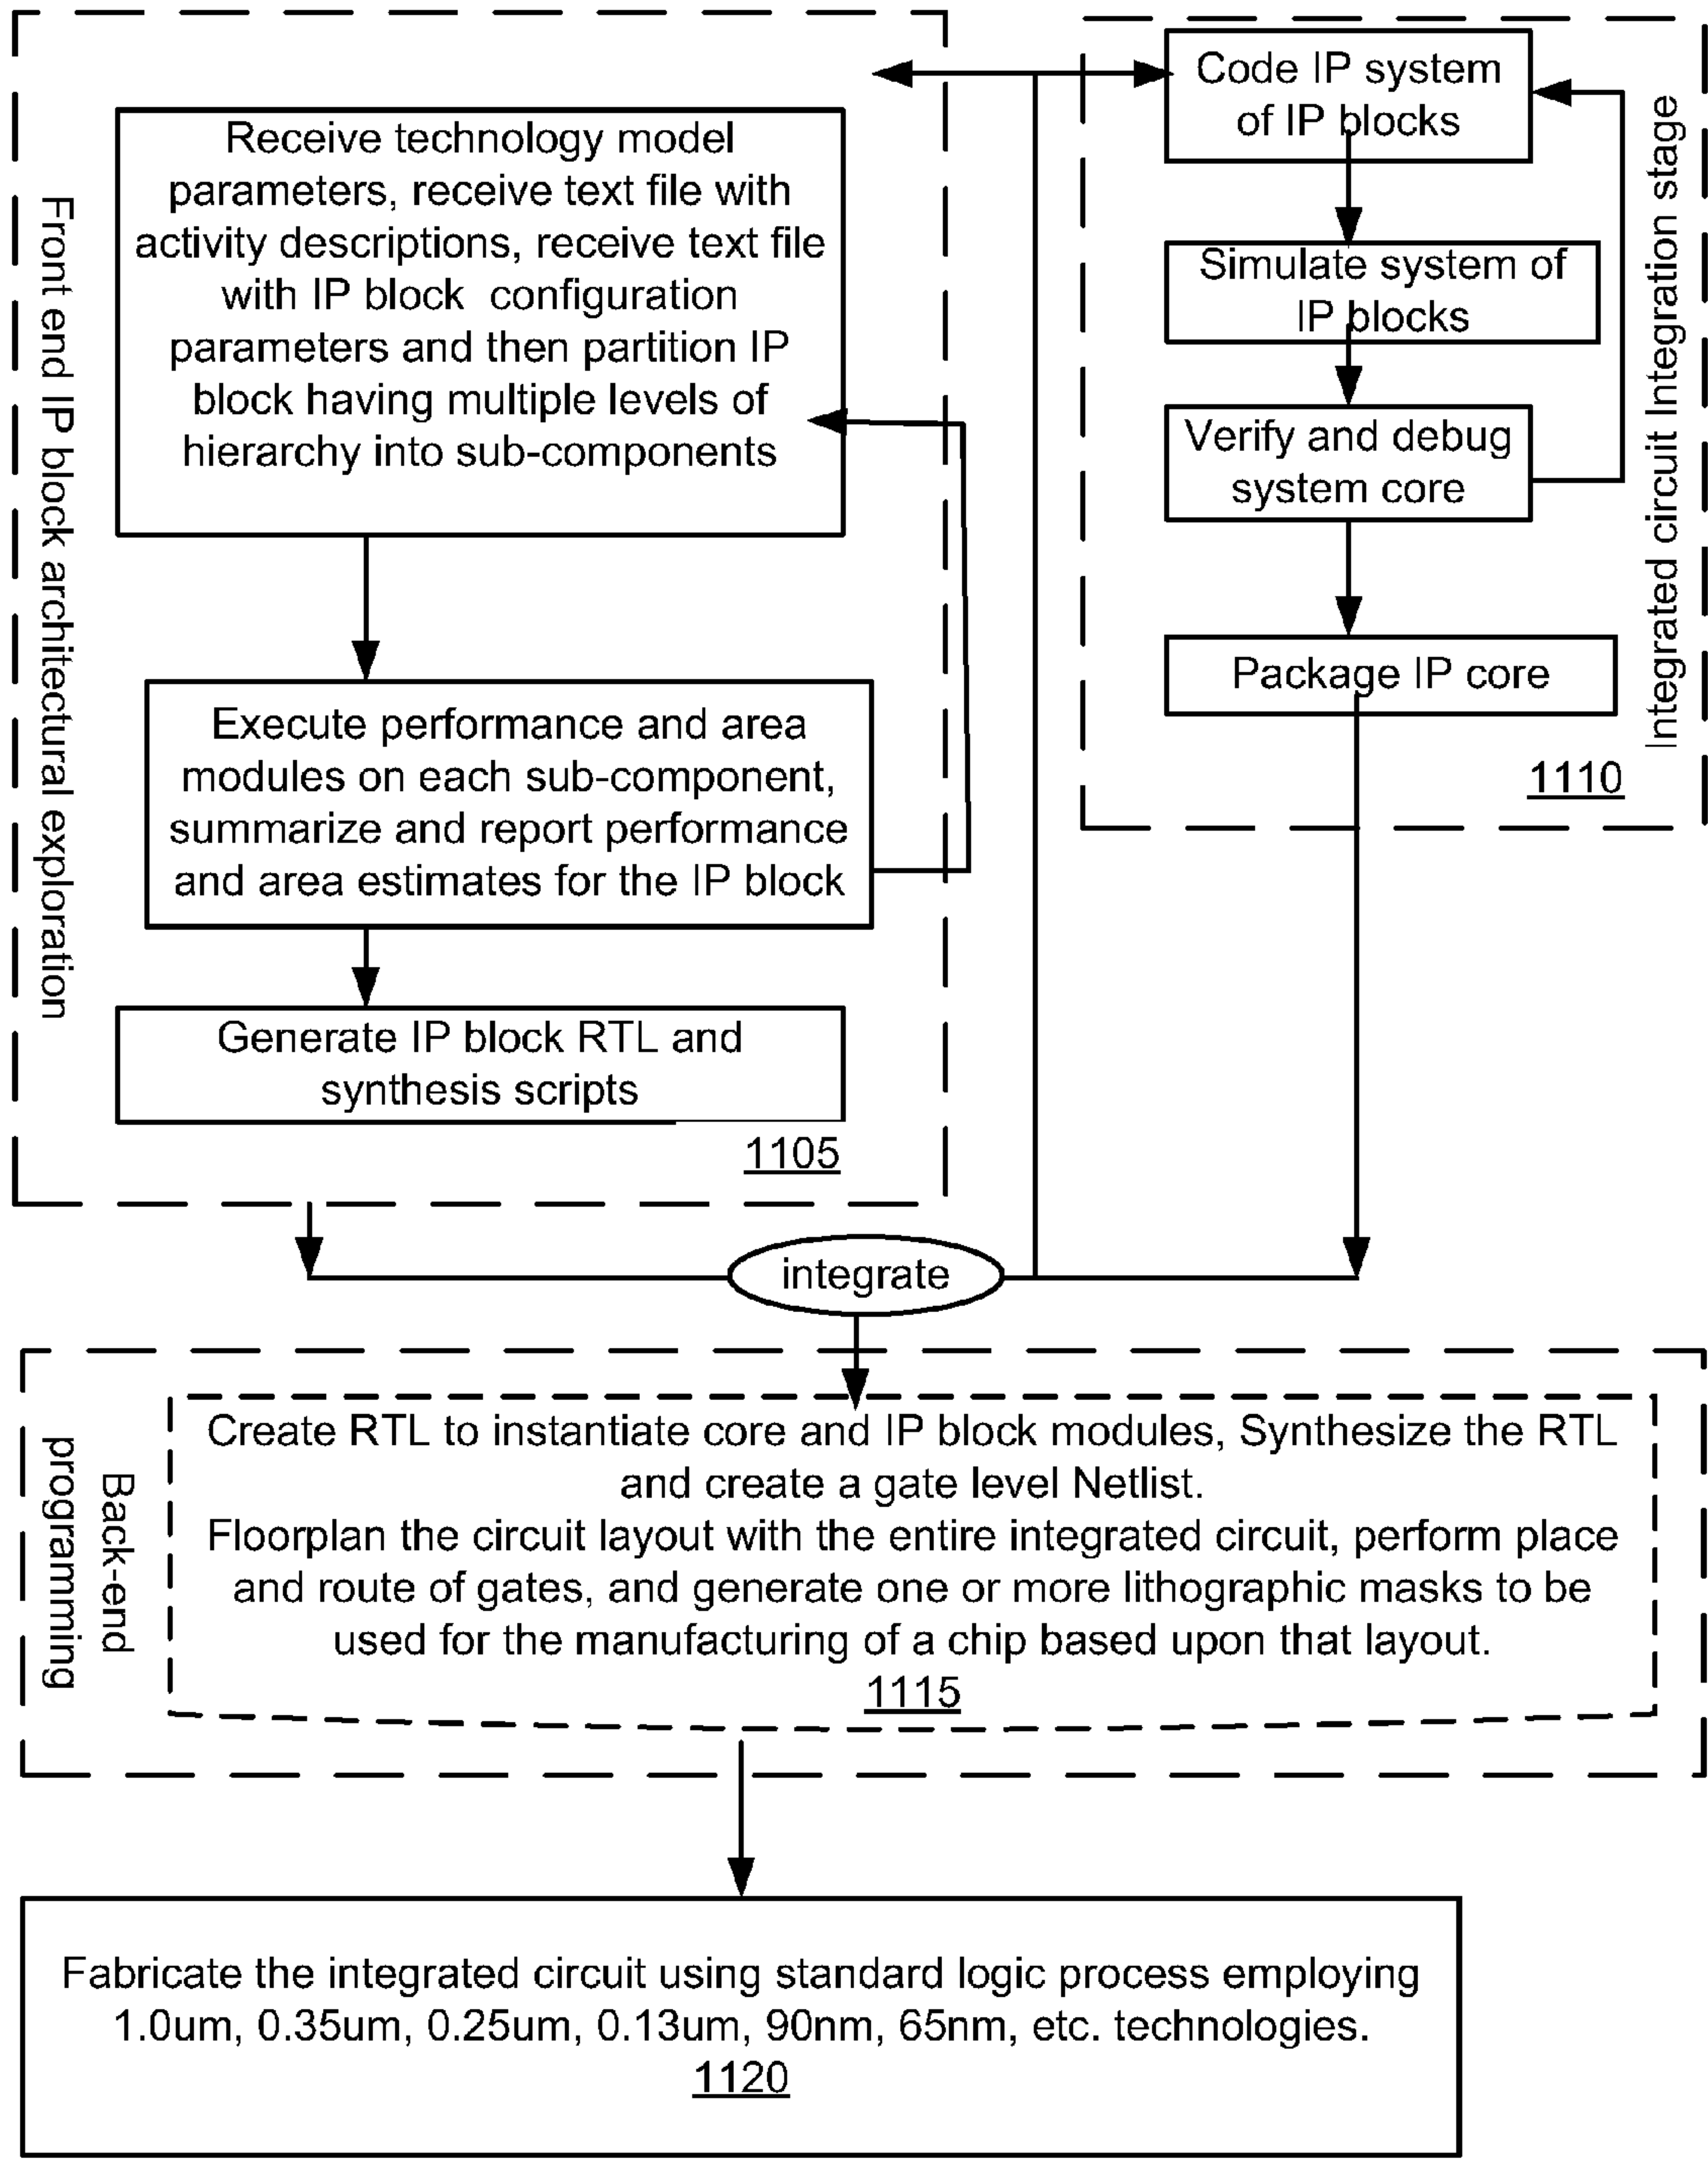 Front end IP block architectural exploration
Receive technology model
parameters, receive text file with
activity descriptions, receive text file
with IP block configuration
parameters and then partition IP
block having multiple levels of
hierarchy into sub-components
Execute performance and area
modules on each sub-component,
summarize and report performance
and area estimates for the IP block
Generate IP block RTL and
synthesis scripts
1105
Code IP system
of IP blocks
Simulate system of
IP blocks
Verify and debug
system core
Package IP core
1110
Integrated circuit Integration stage
integrate
Back-end
programming
Create RTL to instantiate core and IP block modules, Synthesize the RTL
and create a gate level Netlist.
Floorplan the circuit layout with the entire integrated circuit, perform place
and route of gates, and generate one or more lithographic masks to be
used for the manufacturing of a chip based upon that layout.
1115
Fabricate the integrated circuit using standard logic process employing
1.0um, 0.35um, 0.25um, 0.13um, 90nm, 65nm, etc. technologies.
1120